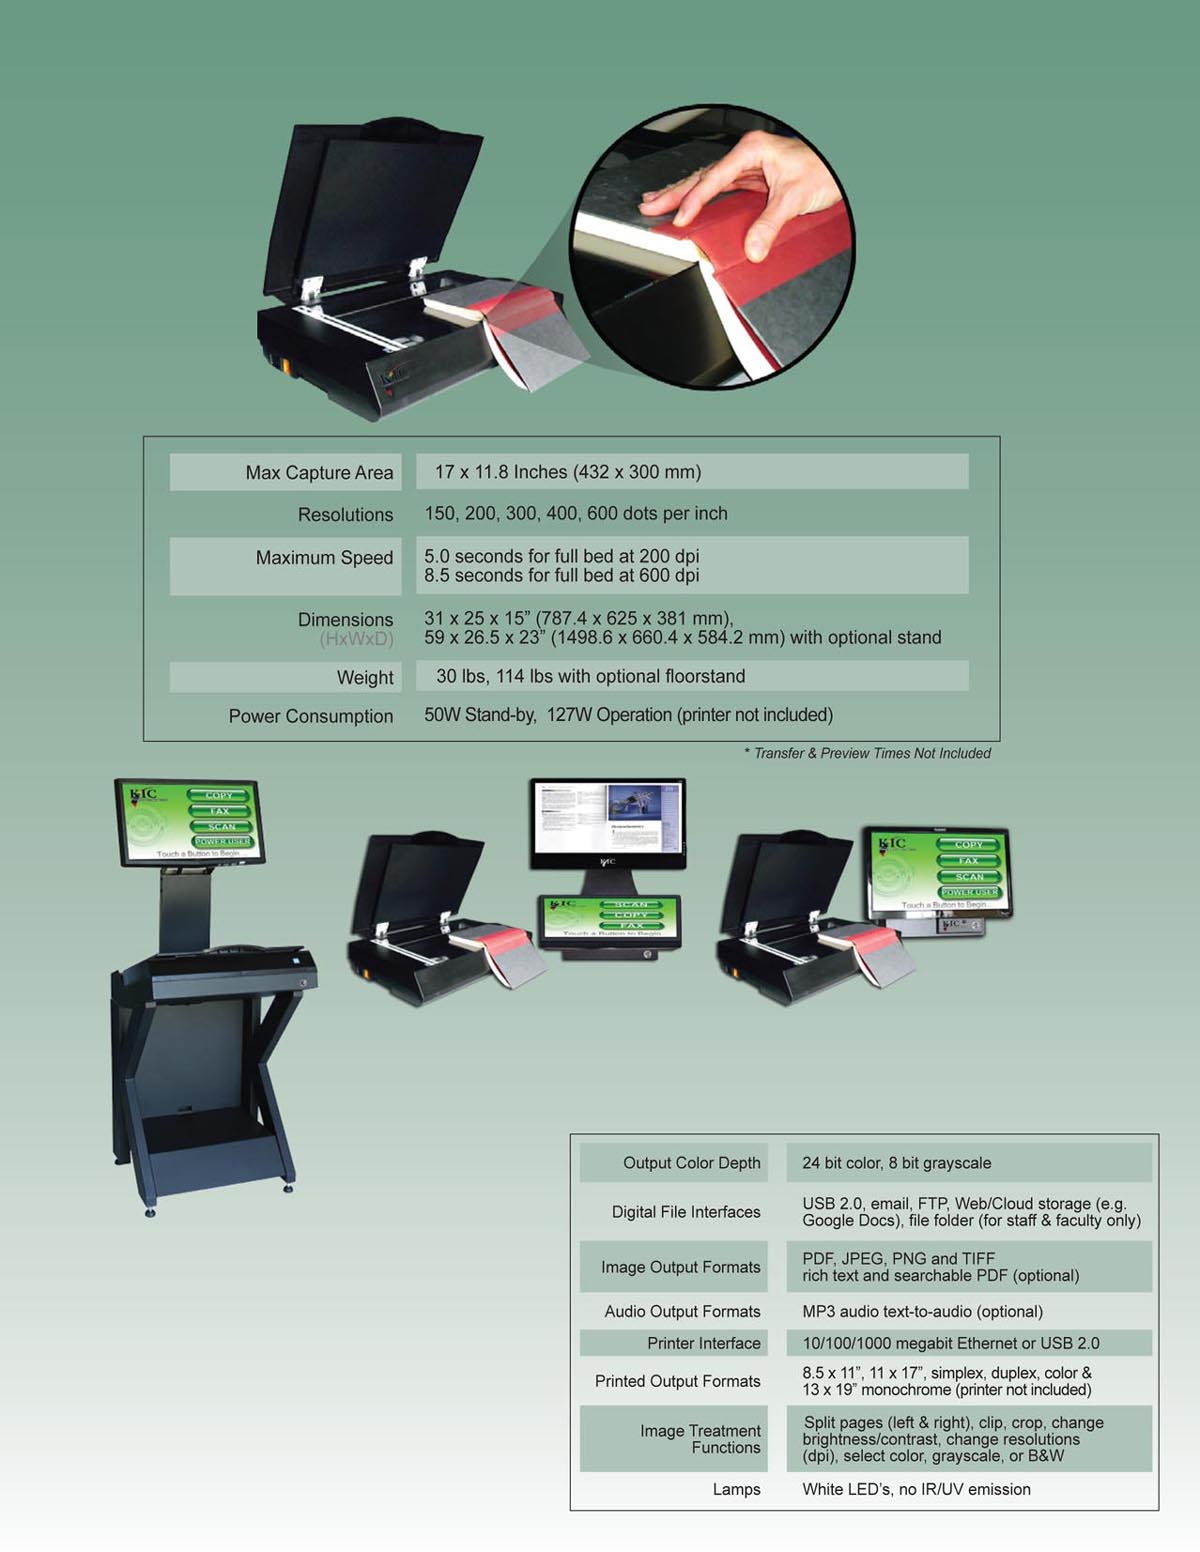 KIC
Max Capture Area
17 x 11.8 Inches (432 x 300 mm)
Resolutions
150, 200, 300, 400, 600 dots per inch
Maximum Speed
5.0 seconds for full bed at 200 dpi
8.5 seconds for full bed at 600 dpi
Dimensions
(HxWxD)
31 x 25 x 15” (787.4 x 625 x 381 mm),
59 x 26.5 x 23” (1498.6 x 660.4 x 584.2 mm) with optional stand
Weight
30 lbs, 114 lbs with optional floorstand
Power Consumption
50W Stand-by, 127W Operation (printer not included)
* Transfer & Preview Times Not Included
KIC
COPY
FAX
SCAN
POWER USER
Touch a Button to Begin
KIC
KIC
SCAN
COPY
FAX
Touch a Button to Begin
KIC
COPY
FAX
SCAN
POWER USER
Touch a Button to Begin...
KIC
Output Color Depth
24 bit color, 8 bit grayscale
Digital File Interfaces
USB 2.0, email, FTP, Web/Cloud storage (e.g.
Google Docs), file folder (for staff & faculty only)
Image Output Formats
PDF, JPEG, PNG and TIFF
rich text and searchable PDF (optional)
Audio Output Formats
MP3 audio text-to-audio (optional)
Printer Interface
10/100/1000 megabit Ethernet or USB 2.0
Printed Output Formats
8.5 x 11”, 11 x 17”, simplex, duplex, color &
13 x 19” monochrome (printer not included)
Image Treatment
Functions
Split pages (left & right), clip, crop, change
brightness/contrast, change resolutions
(dpi), select color, grayscale, or B&W
Lamps
White LED’s, no IR/UV emission